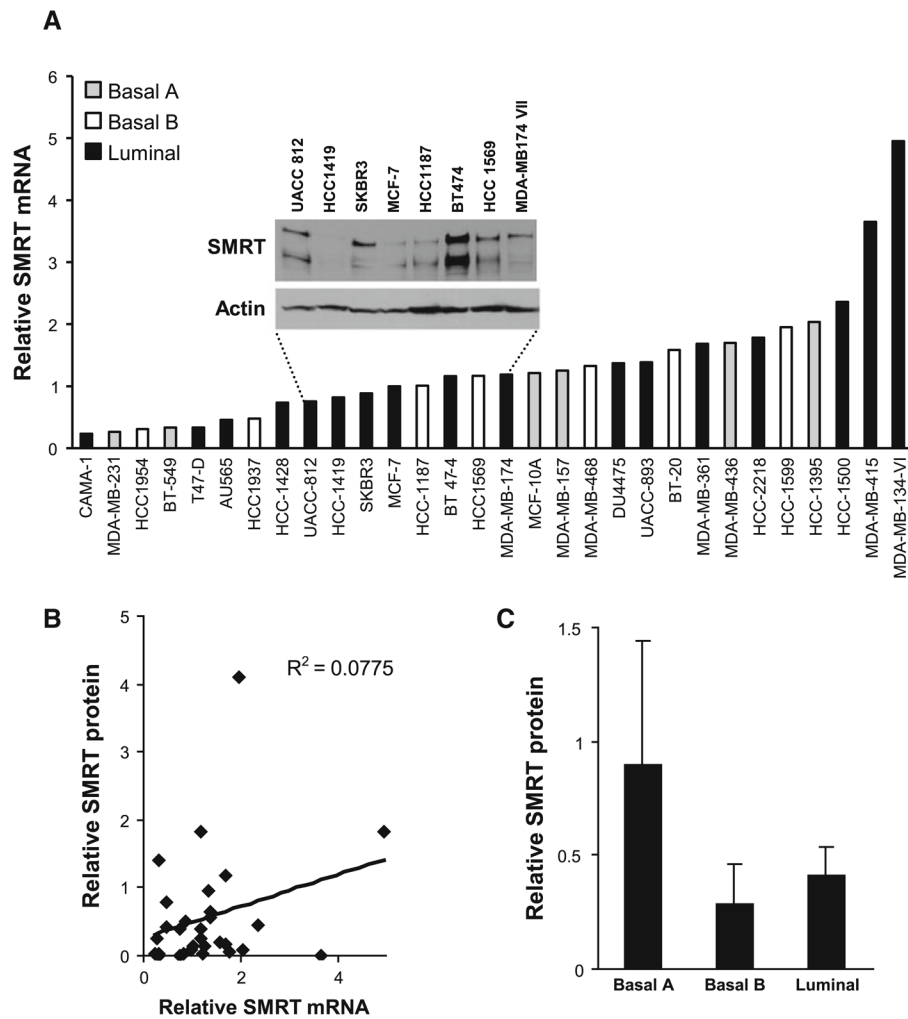 A
Relative SMRT mRNA
6
5
4
3
2
1
0
Basal A
Basal B
Luminal
UACC 812
HCC1419
SKBR3
MCF-7
HCC1187
BT474
HCC 1569
MDA-MB174 VII
SMRT
Actin
CAMA-1
MDA-MB-231
HCC1954
BT-549
T47-D
AU565
HCC1937
HCC-1428
UACC-812
HCC-1419
SKBR3
MCF-7
HCC-1187
BT 47-4
HCC1569
MDA-MB-174
MCF-10A
MDA-MB-157
MDA-MB-468
DU4475
UACC-893
BT-20
MDA-MB-361
MDA-MB-436
HCC-2218
HCC-1599
HCC-1395
HCC-1500
MDA-MB-415
MDA-MB-134-VI
B
Relative SMRT protein
5
4
3
2
1
0
R² = 0.0775
0 2 4
Relative SMRT mRNA
C
Relative SMRT protein
1.5
1
0.5
0
Basal A Basal B Luminal